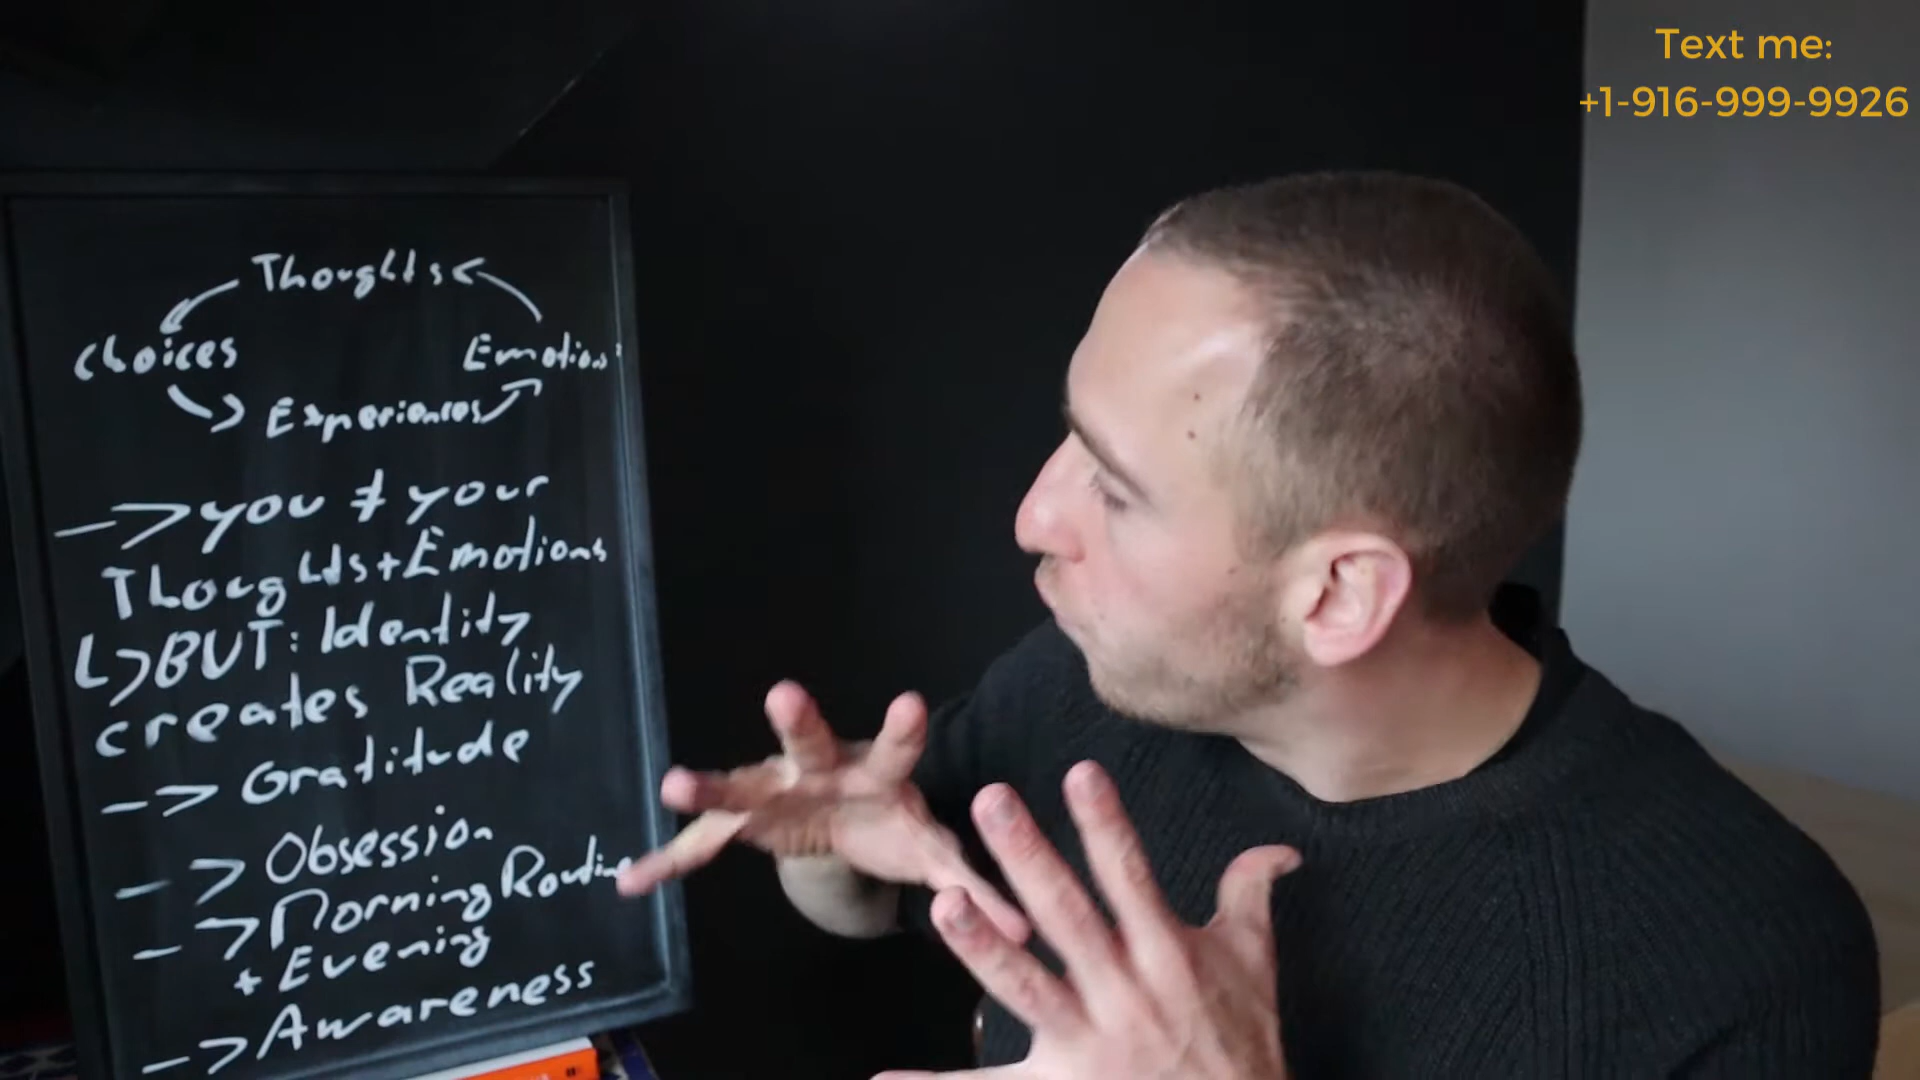 Text me:
+1-916-999-9926
Thoughts
Choices
Emotions
Experiences
you ≠ your
Thoughts + Emotions
BUT: Identity
creates Reality
Gratitude
Obsession
Morning Routine
+ Evening
Awareness